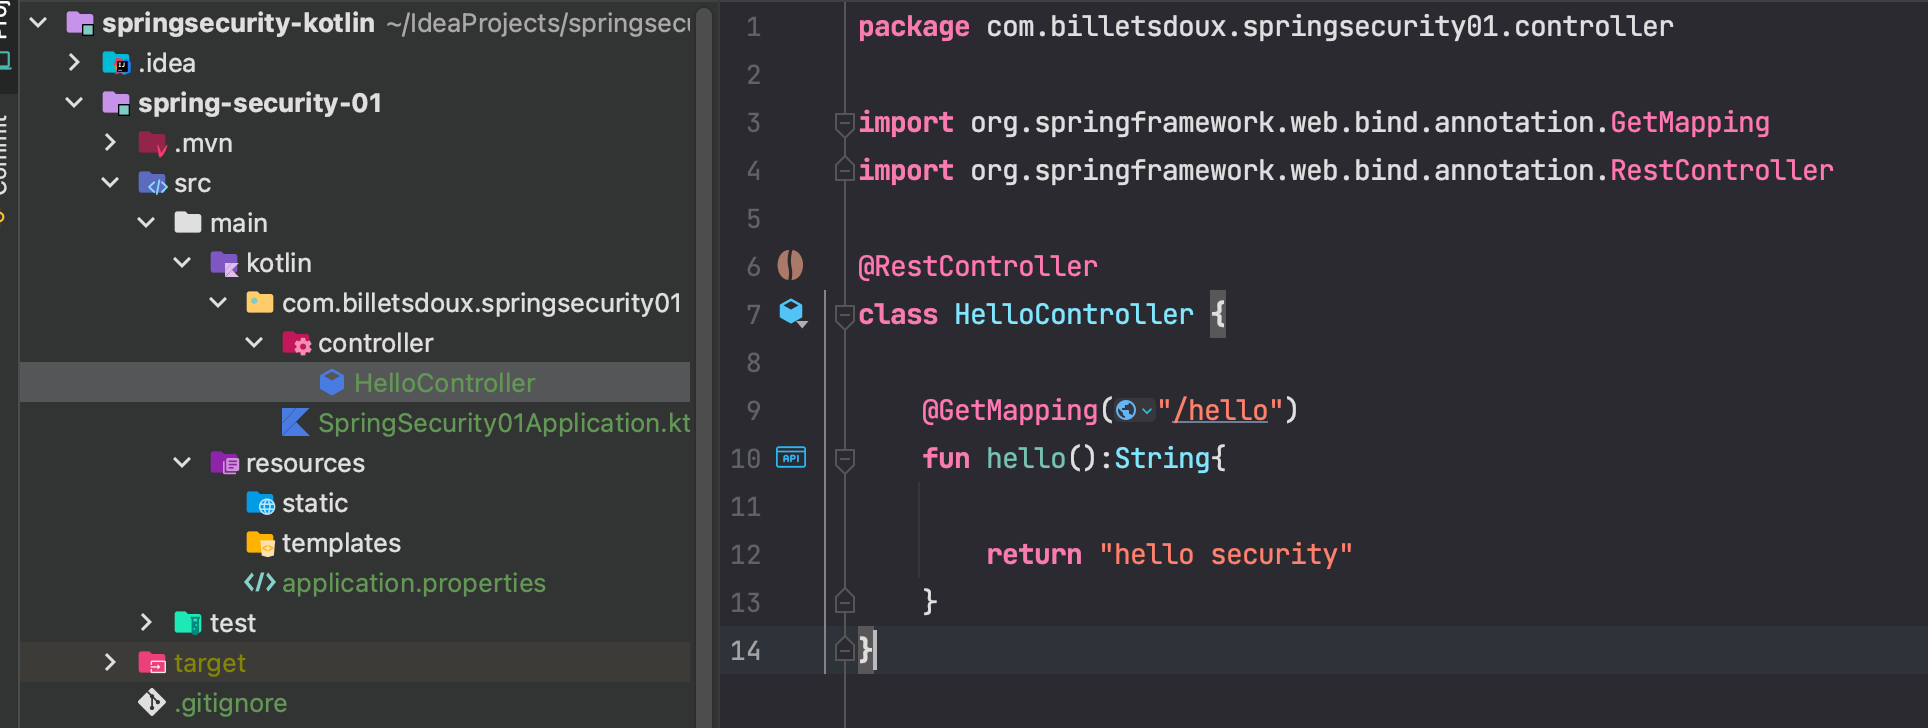 springsecurity-kotlin ~/IdeaProjects/springsecu
.idea
spring-security-01
.mvn
src
main
kotlin
com.billetsdoux.springsecurity01
controller
HelloController
SpringSecurity01Application.kt
resources
static
templates
application.properties
test
target
.gitignore
1 package com.billetsdoux.springsecurity01.controller
2
3 import org.springframework.web.bind.annotation.GetMapping
4 import org.springframework.web.bind.annotation.RestController
5
6 @RestController
7 class HelloController {
8
9 @GetMapping("/hello")
10 API fun hello():String{
11
12 return "hello security"
13 }
14 }